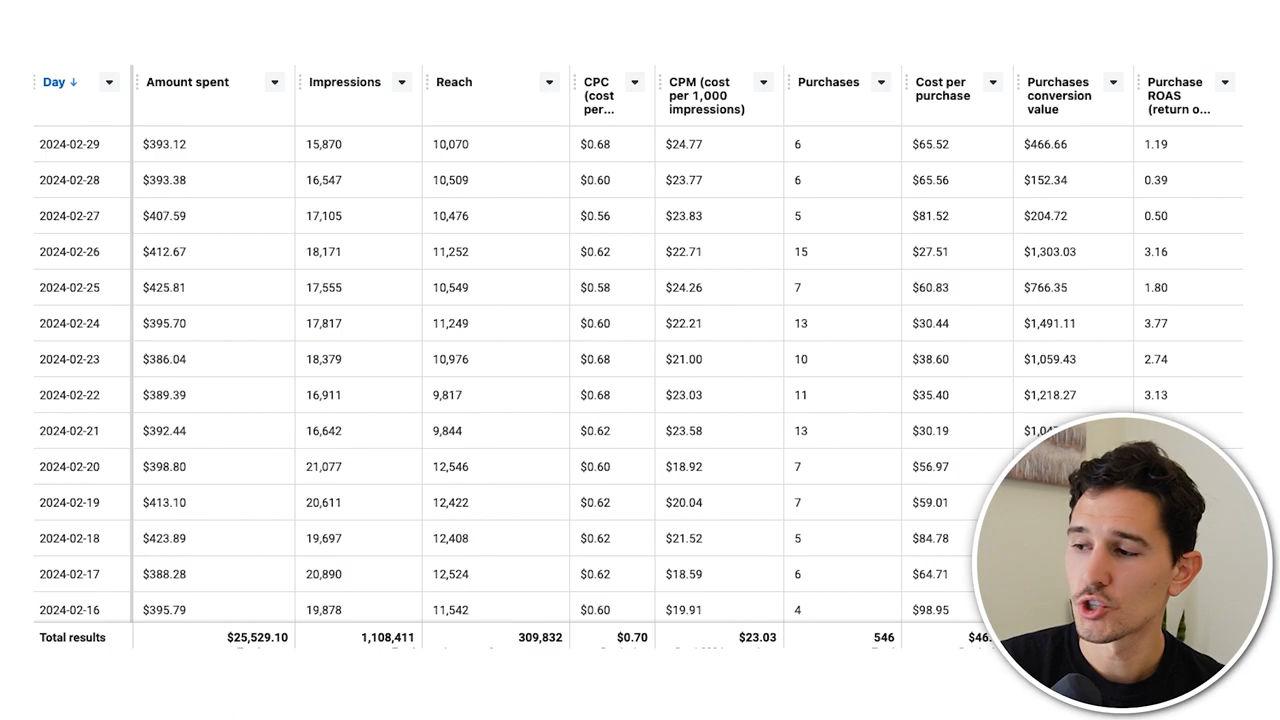 Day ↓ Amount spent Impressions Reach CPC (cost per... CPM (cost per 1,000 impressions) Purchases Cost per purchase Purchases conversion value Purchase ROAS (return o...
2024-02-29 $393.12 15,870 10,070 $0.68 $24.77 6 $65.52 $466.66 1.19
2024-02-28 $393.38 16,547 10,509 $0.60 $23.77 6 $65.56 $152.34 0.39
2024-02-27 $407.59 17,105 10,476 $0.56 $23.83 5 $81.52 $204.72 0.50
2024-02-26 $412.67 18,171 11,252 $0.62 $22.71 15 $27.51 $1,303.03 3.16
2024-02-25 $425.81 17,555 10,549 $0.58 $24.26 7 $60.83 $766.35 1.80
2024-02-24 $395.70 17,817 11,249 $0.60 $22.21 13 $30.44 $1,491.11 3.77
2024-02-23 $386.04 18,379 10,976 $0.68 $21.00 10 $38.60 $1,059.43 2.74
2024-02-22 $389.39 16,911 9,817 $0.68 $23.03 11 $35.40 $1,218.27 3.13
2024-02-21 $392.44 16,642 9,844 $0.62 $23.58 13 $30.19
2024-02-20 $398.80 21,077 12,546 $0.60 $18.92 7 $56.97
2024-02-19 $413.10 20,611 12,422 $0.62 $20.04 7 $59.01
2024-02-18 $423.89 19,697 12,408 $0.62 $21.52 5 $84.78
2024-02-17 $388.28 20,890 12,524 $0.62 $18.59 6 $64.71
2024-02-16 $395.79 19,878 11,542 $0.60 $19.91 4 $98.95
Total results $25,529.10 1,108,411 309,832 $0.70 $23.03 546